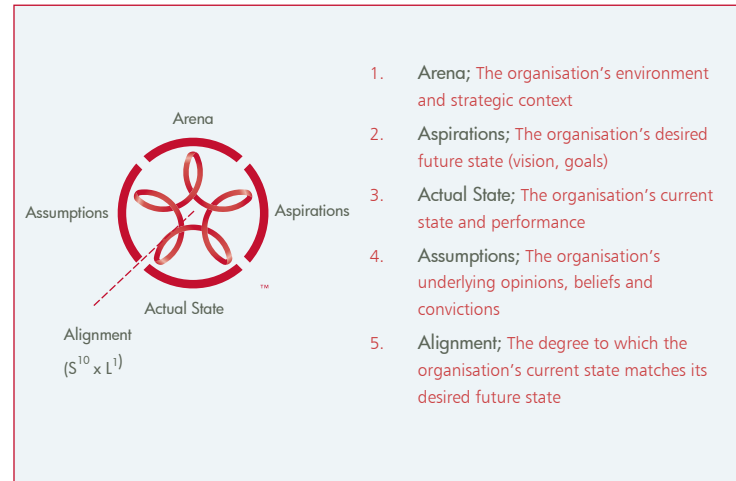 Arena
Assumptions
Aspirations
Actual State
™
Alignment
(S¹⁰ x L¹)
1. Arena; The organisation's environment
and strategic context
2. Aspirations; The organisation's desired
future state (vision, goals)
3. Actual State; The organisation's current
state and performance
4. Assumptions; The organisation's
underlying opinions, beliefs and
convictions
5. Alignment; The degree to which the
organisation's current state matches its
desired future state